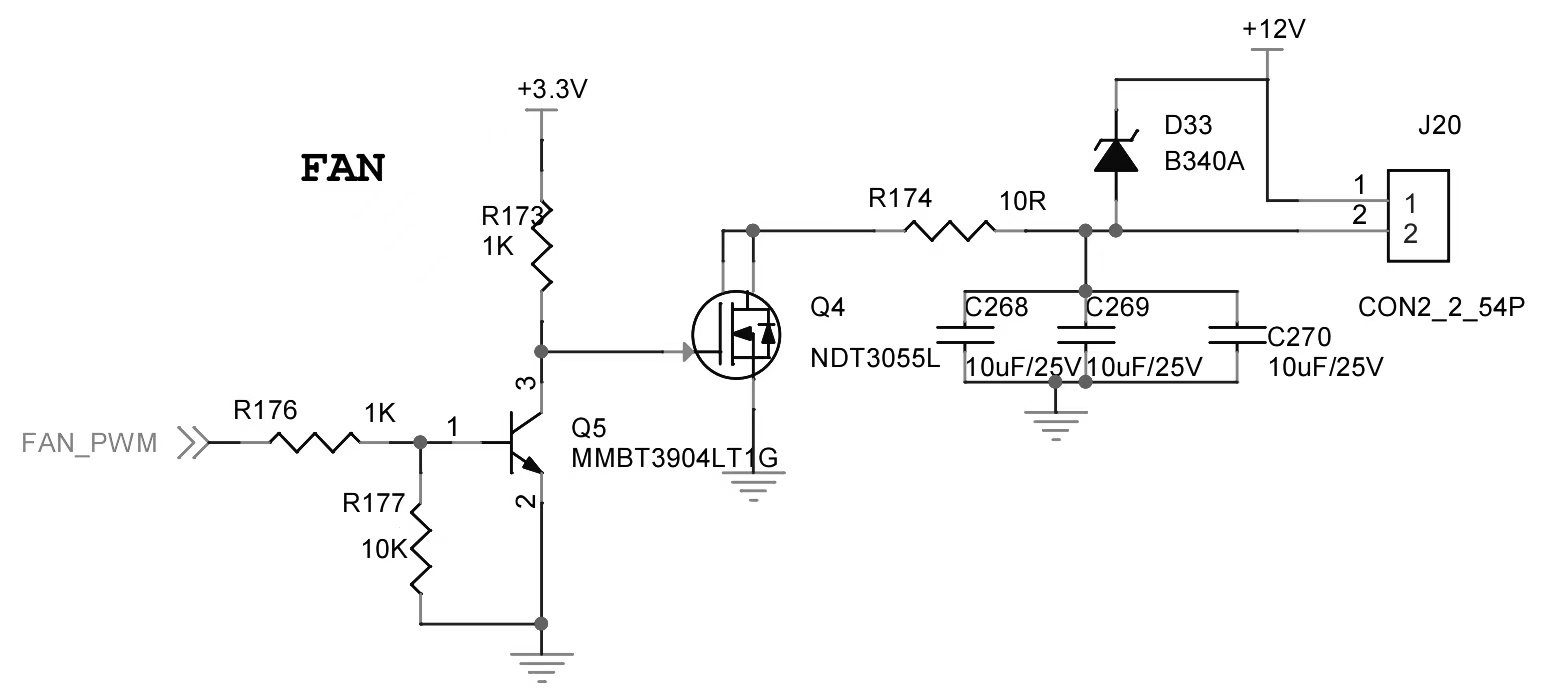 +12V
+3.3V
FAN
D33
B340A
J20
R173
1K
R174
10R
1
2
1
2
Q4
NDT3055L
C268
10uF/25V
C269
10uF/25V
C270
10uF/25V
CON2_2_54P
FAN_PWM
R176
1K
1
3
2
Q5
MMBT3904LT1G
R177
10K